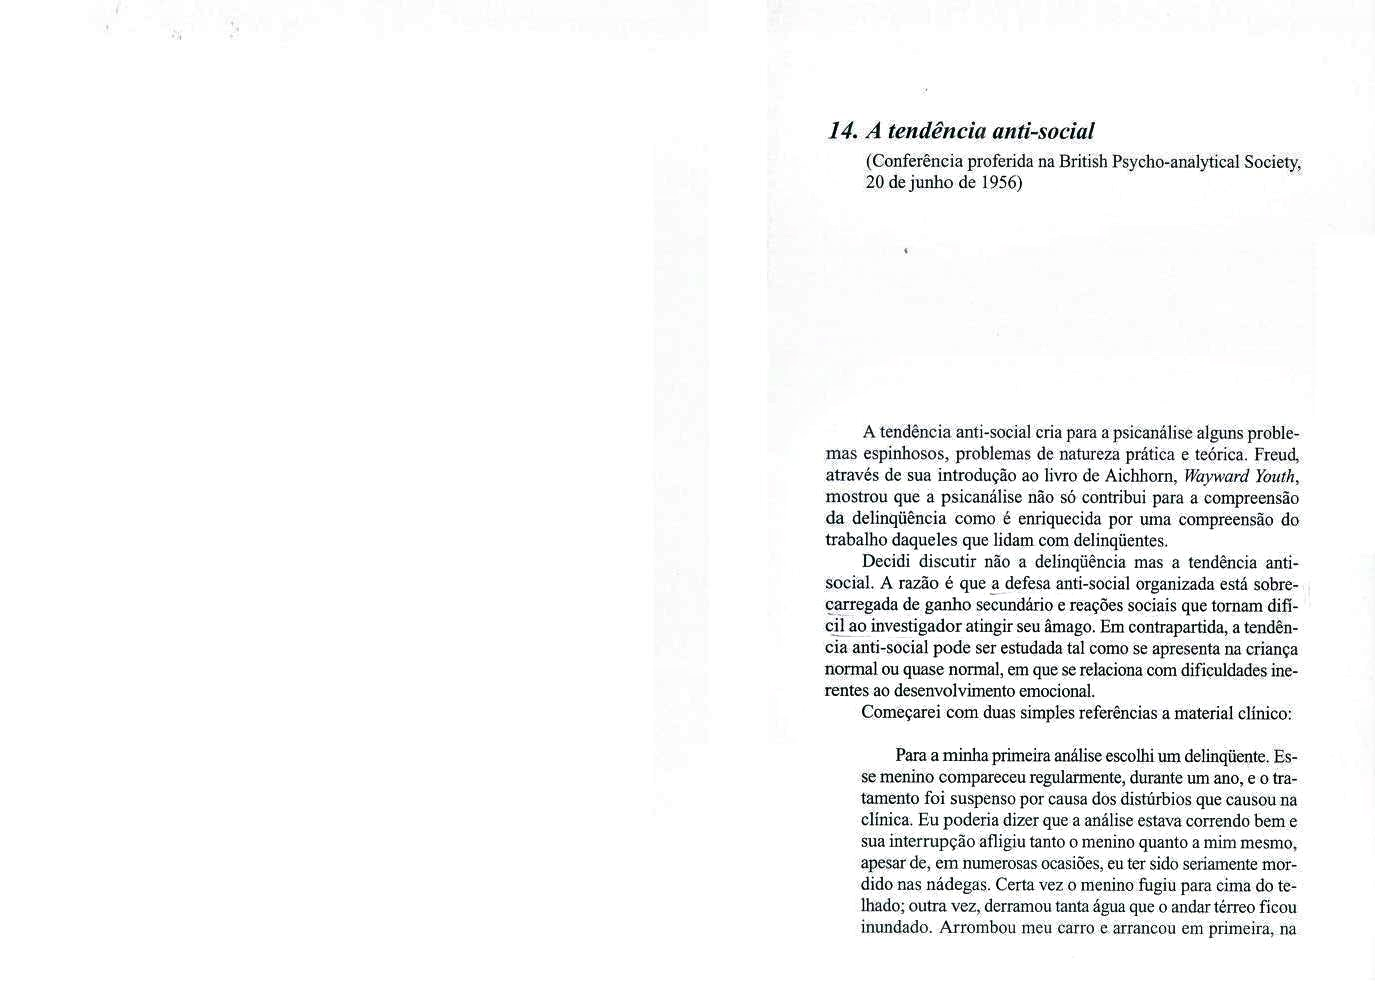 14. A tendência anti-social
(Conferência proferida na British Psycho-analytical Society,
20 de junho de 1956)
A tendência anti-social cria para a psicanálise alguns proble-
mas espinhosos, problemas de natureza prática e teórica. Freud,
através de sua introdução ao livro de Aichhorn, Wayward Youth,
mostrou que a psicanálise não só contribui para a compreensão
da delinqüência como é enriquecida por uma compreensão do
trabalho daqueles que lidam com delinqüentes.
Decidi discutir não a delinqüência mas a tendência anti-
social. A razão é que a defesa anti-social organizada está sobre-
carregada de ganho secundário e reações sociais que tornam difí-
cil ao investigador atingir seu âmago. Em contrapartida, a tendên-
cia anti-social pode ser estudada tal como se apresenta na criança
normal ou quase normal, em que se relaciona com dificuldades ine-
rentes ao desenvolvimento emocional.
Começarei com duas simples referências a material clínico:
Para a minha primeira análise escolhi um delinqüente. Es-
se menino compareceu regularmente, durante um ano, e o tra-
tamento foi suspenso por causa dos distúrbios que causou na
clínica. Eu poderia dizer que a análise estava correndo bem e
sua interrupção afligiu tanto o menino quanto a mim mesmo,
apesar de, em numerosas ocasiões, eu ter sido seriamente mor-
dido nas nádegas. Certa vez o menino fugiu para cima do te-
lhado; outra vez, derramou tanta água que o andar térreo ficou
inundado. Arrombou meu carro e arrancou em primeira, na